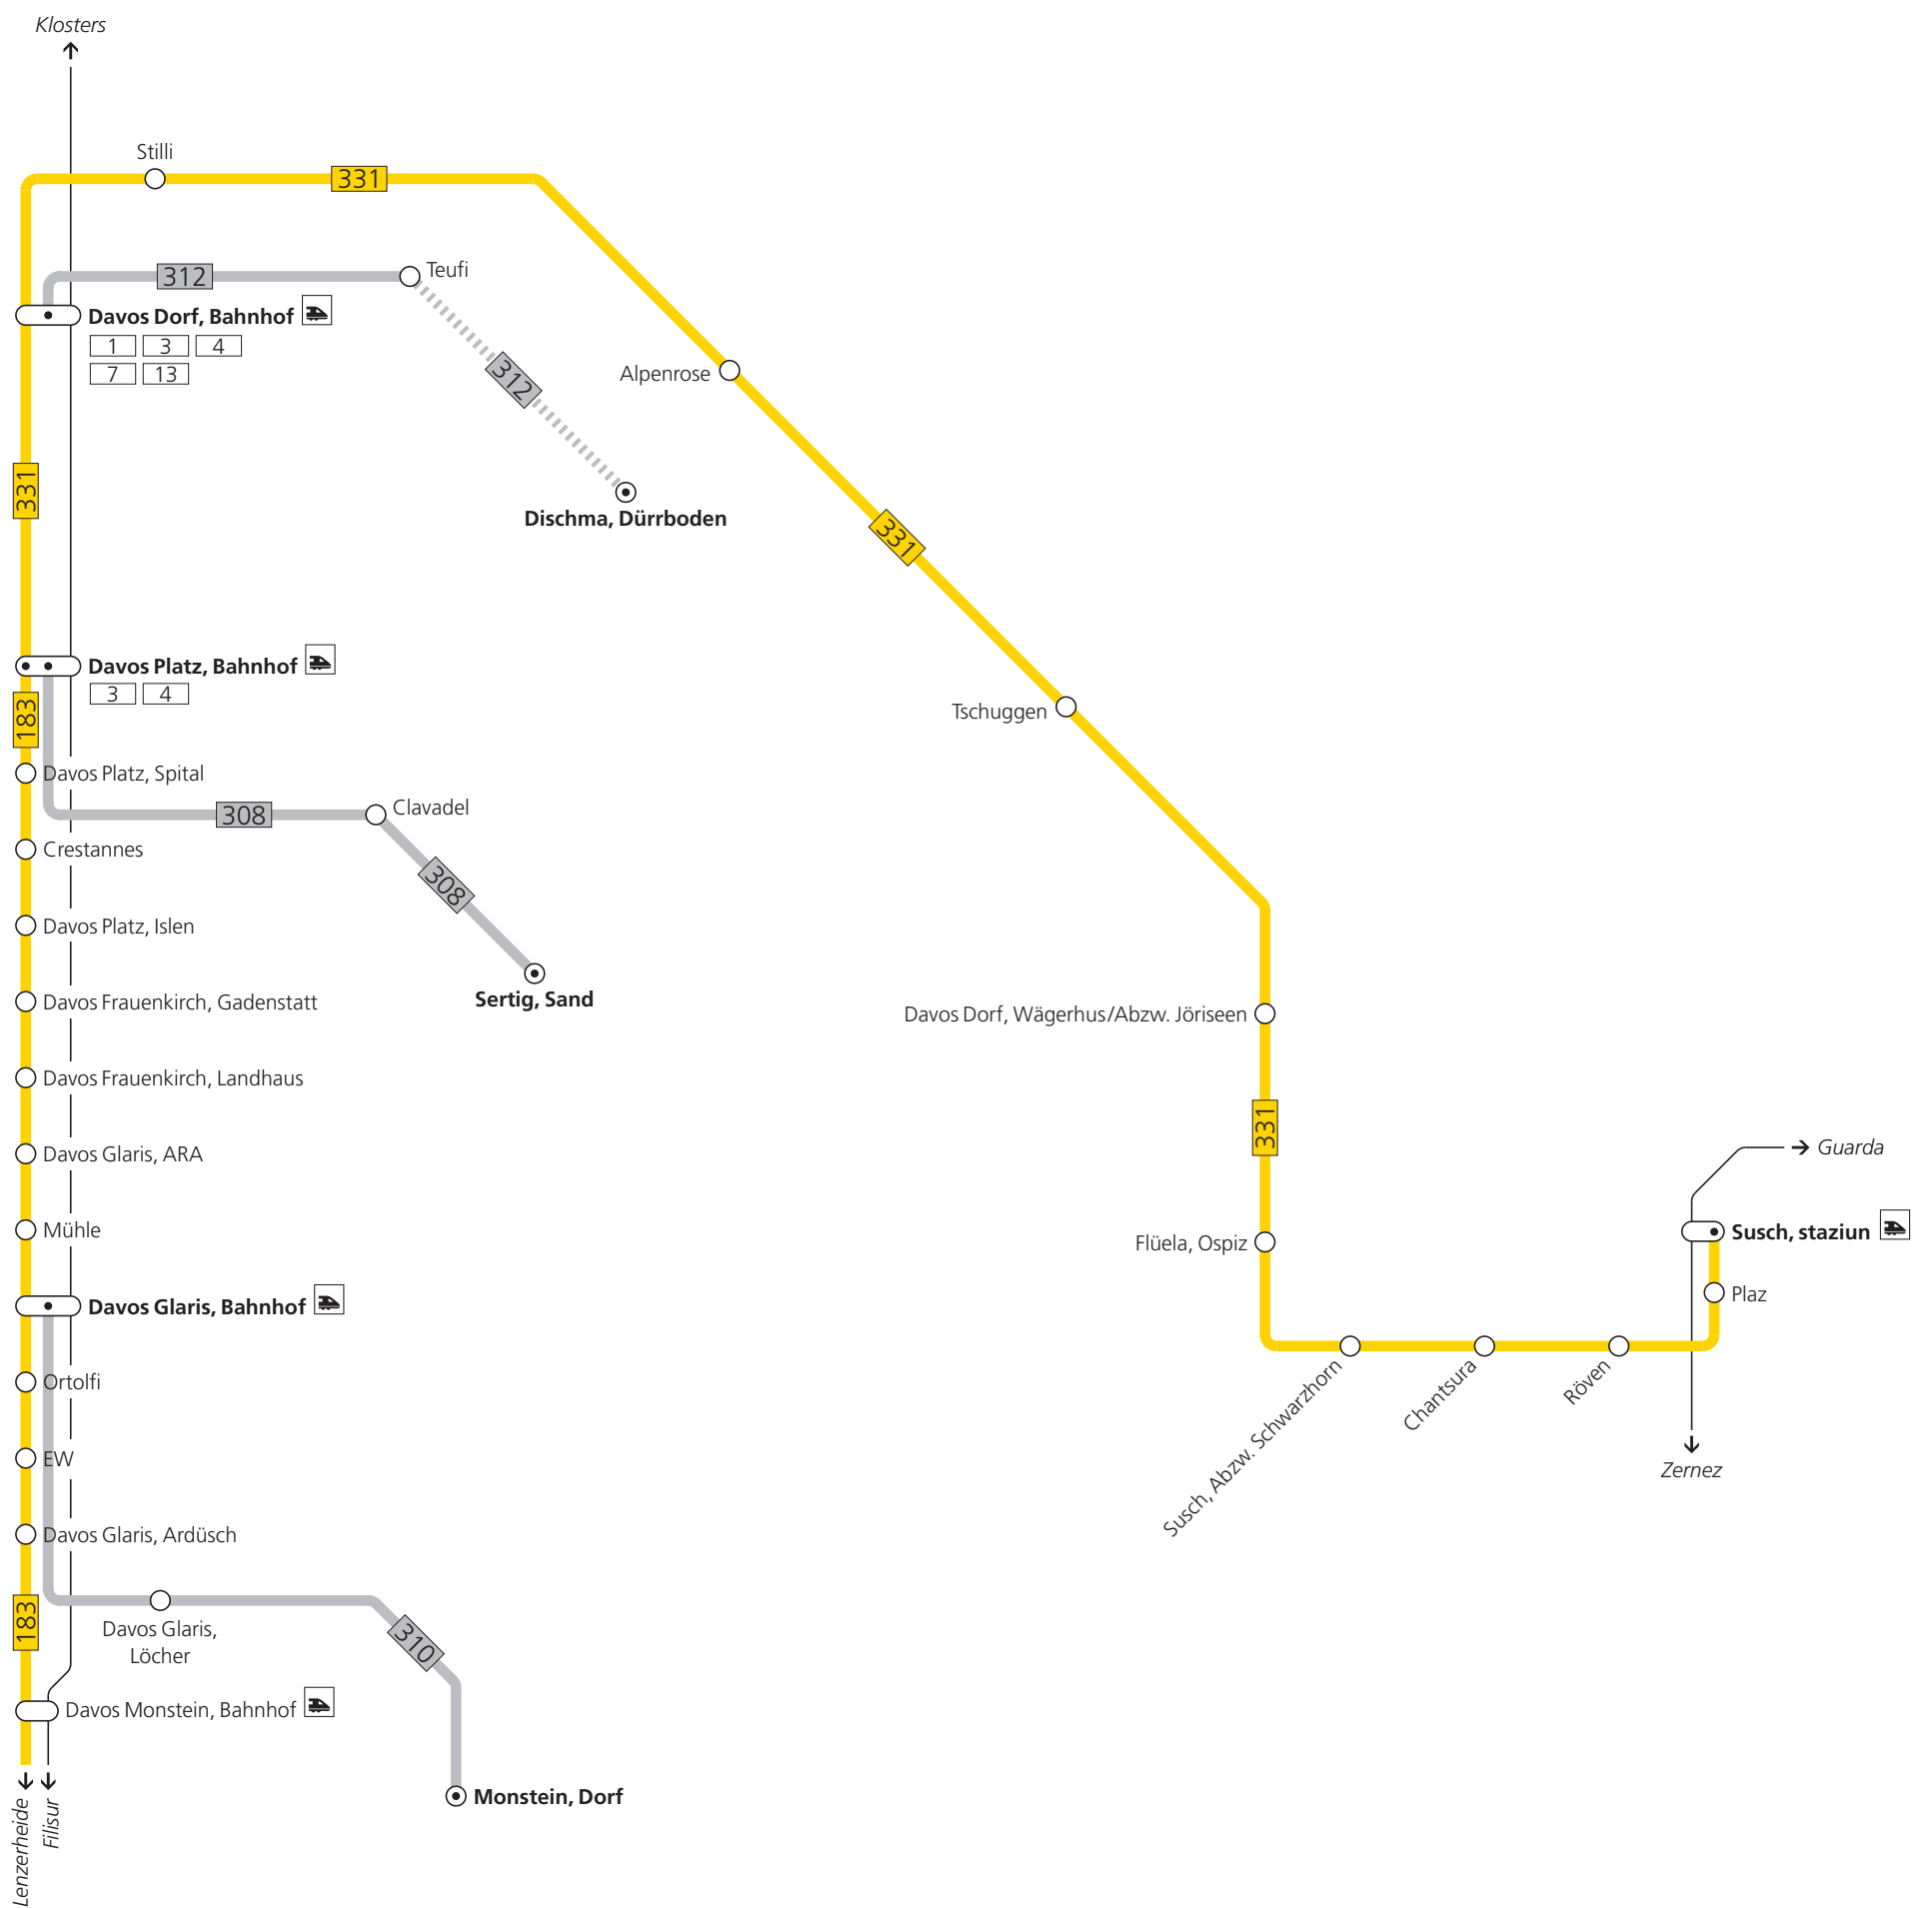 Klosters
Stilli
331
312
Teufi
Davos Dorf, Bahnhof
1 3 4
7 13
312
Alpenrose
331
Dischma, Dürrboden
331
Davos Platz, Bahnhof
3 4
183
Tschuggen
Davos Platz, Spital
308
Clavadel
Crestannes
308
Davos Platz, Islen
Sertig, Sand
Davos Frauenkirch, Gadenstatt
Davos Dorf, Wägerhus/Abzw. Jöriseen
Davos Frauenkirch, Landhaus
331
Davos Glaris, ARA
Guarda
Mühle
Flüela, Ospiz
Susch, staziun
Davos Glaris, Bahnhof
Plaz
Ortolfi
Susch, Abzw. Schwarzhorn
Chantsura
Röven
EW
Zernez
Davos Glaris, Ardüsch
183
Davos Glaris,
Löcher
310
Davos Monstein, Bahnhof
Monstein, Dorf
Lenzerheide
Filisur